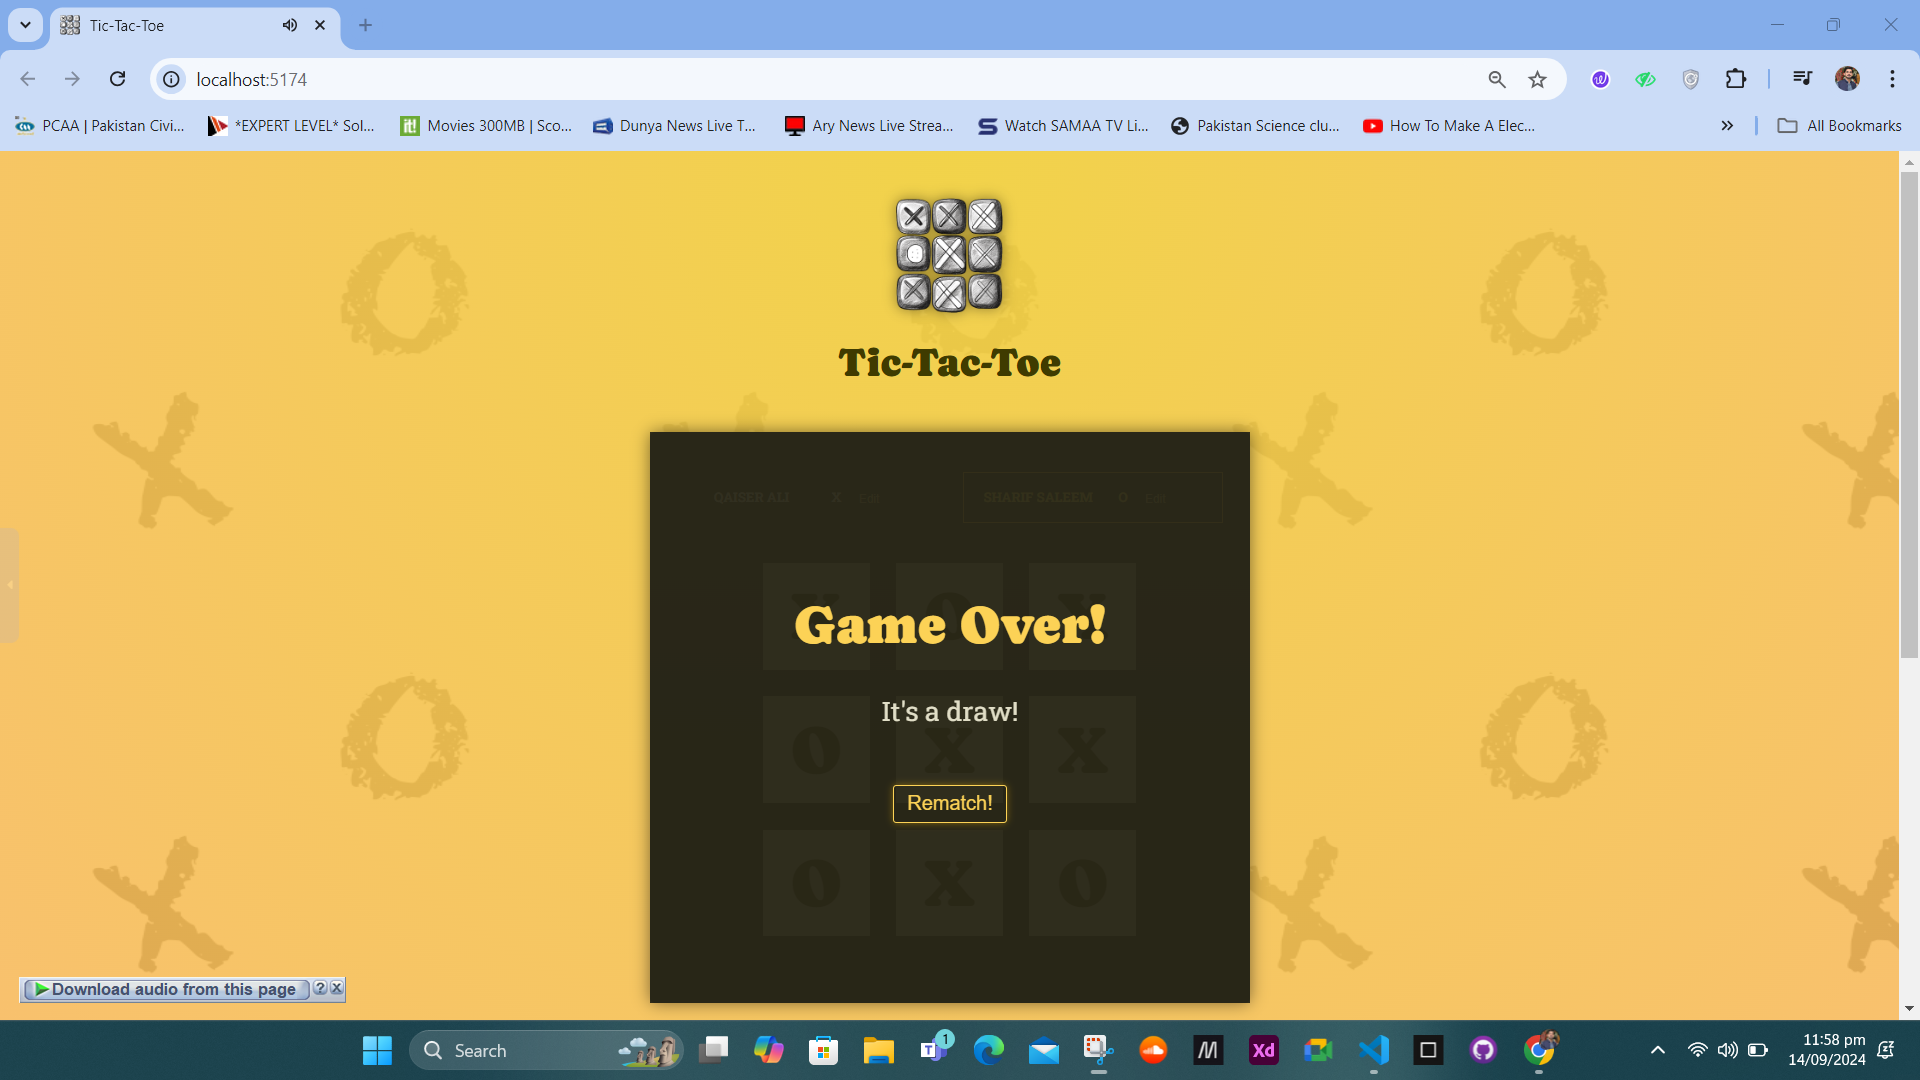 Tic-Tac-Toe
localhost:5174
PCAA | Pakistan Civi...
*EXPERT LEVEL* Sol...
Movies 300MB | Sco...
Dunya News Live T...
Ary News Live Strea...
Watch SAMAA TV Li...
Pakistan Science clu...
How To Make A Elec...
All Bookmarks
Tic-Tac-Toe
QAISER ALI X Edit
SHARIF SALEEM O Edit
X O X
Game Over!
It's a draw!
O X X
Rematch!
O X O
Download audio from this page
Search
1
11:58 pm
14/09/2024